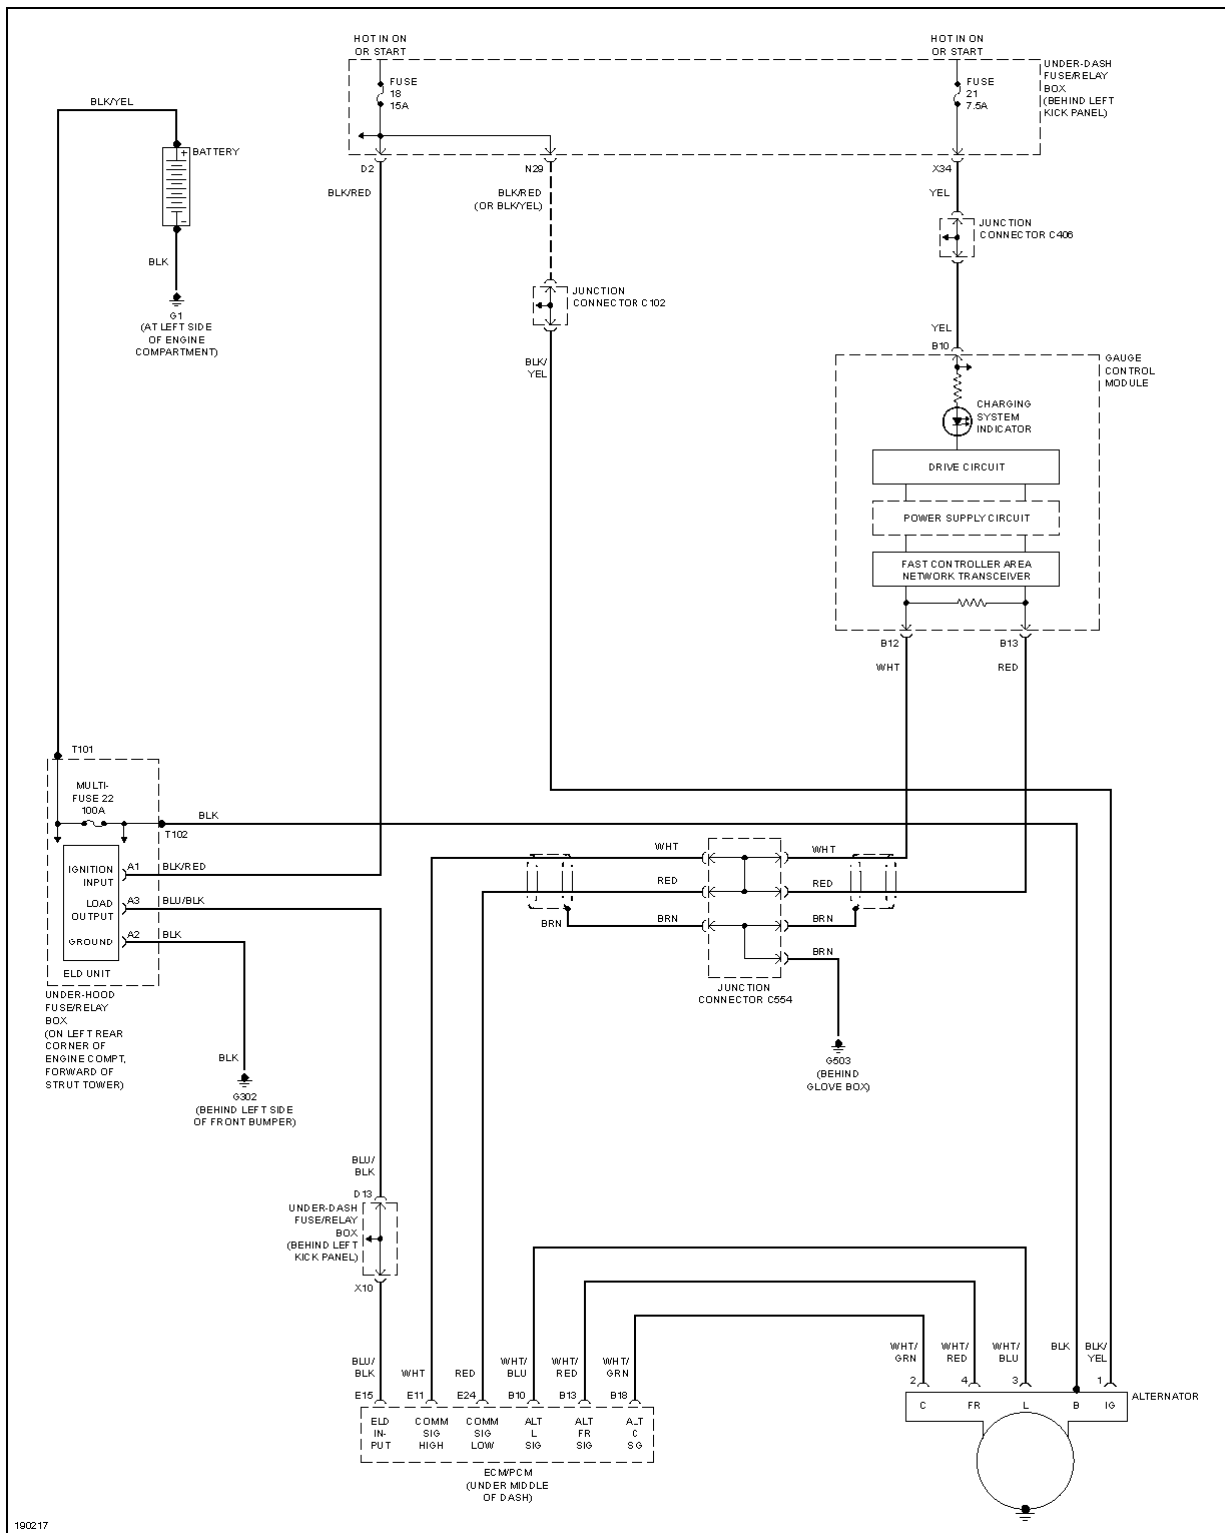 HOT IN ON
OR START
HOT IN ON
OR START
FUSE
18
15A
FUSE
21
7.5A
UNDER-DASH
FUSE/RELAY
BOX
(BEHIND LEFT
KICK PANEL)
BLK/YEL
BATTERY
+
-
BLK
G1
(AT LEFT SIDE
OF ENGINE
COMPARTMENT)
D2
N29
X34
BLK/RED
BLK/RED
(OR BLK/YEL)
YEL
JUNCTION
CONNECTOR C406
JUNCTION
CONNECTOR C102
BLK/
YEL
YEL
B10
GAUGE
CONTROL
MODULE
CHARGING
SYSTEM
INDICATOR
DRIVE CIRCUIT
POWER SUPPLY CIRCUIT
FAST CONTROLLER AREA
NETWORK TRANSCEIVER
B12
B13
WHT
RED
T101
MULTI-
FUSE 22
100A
BLK
T102
IGNITION
INPUT
A1
BLK/RED
LOAD
OUTPUT
A3
BLU/BLK
GROUND
A2
BLK
ELD UNIT
UNDER-HOOD
FUSE/RELAY
BOX
(ON LEFT REAR
CORNER OF
ENGINE COMPT,
FORWARD OF
STRUT TOWER)
BLK
G302
(BEHIND LEFT SIDE
OF FRONT BUMPER)
WHT
WHT
RED
RED
BRN
BRN
BRN
BRN
JUNCTION
CONNECTOR C554
G503
(BEHIND
GLOVE BOX)
BLU/
BLK
D13
UNDER-DASH
FUSE/RELAY
BOX
(BEHIND LEFT
KICK PANEL)
X10
BLU/
BLK
WHT
RED
WHT/
BLU
WHT/
RED
WHT/
GRN
E15
E11
E24
B10
B13
B18
ELD
IN-
PUT
COMM
SIG
HIGH
COMM
SIG
LOW
ALT
L
SIG
ALT
FR
SIG
ALT
C
SIG
ECM/PCM
(UNDER MIDDLE
OF DASH)
WHT/
GRN
WHT/
RED
WHT/
BLU
BLK
BLK/
YEL
2
4
3
1
C
FR
L
B
IG
ALTERNATOR
190217